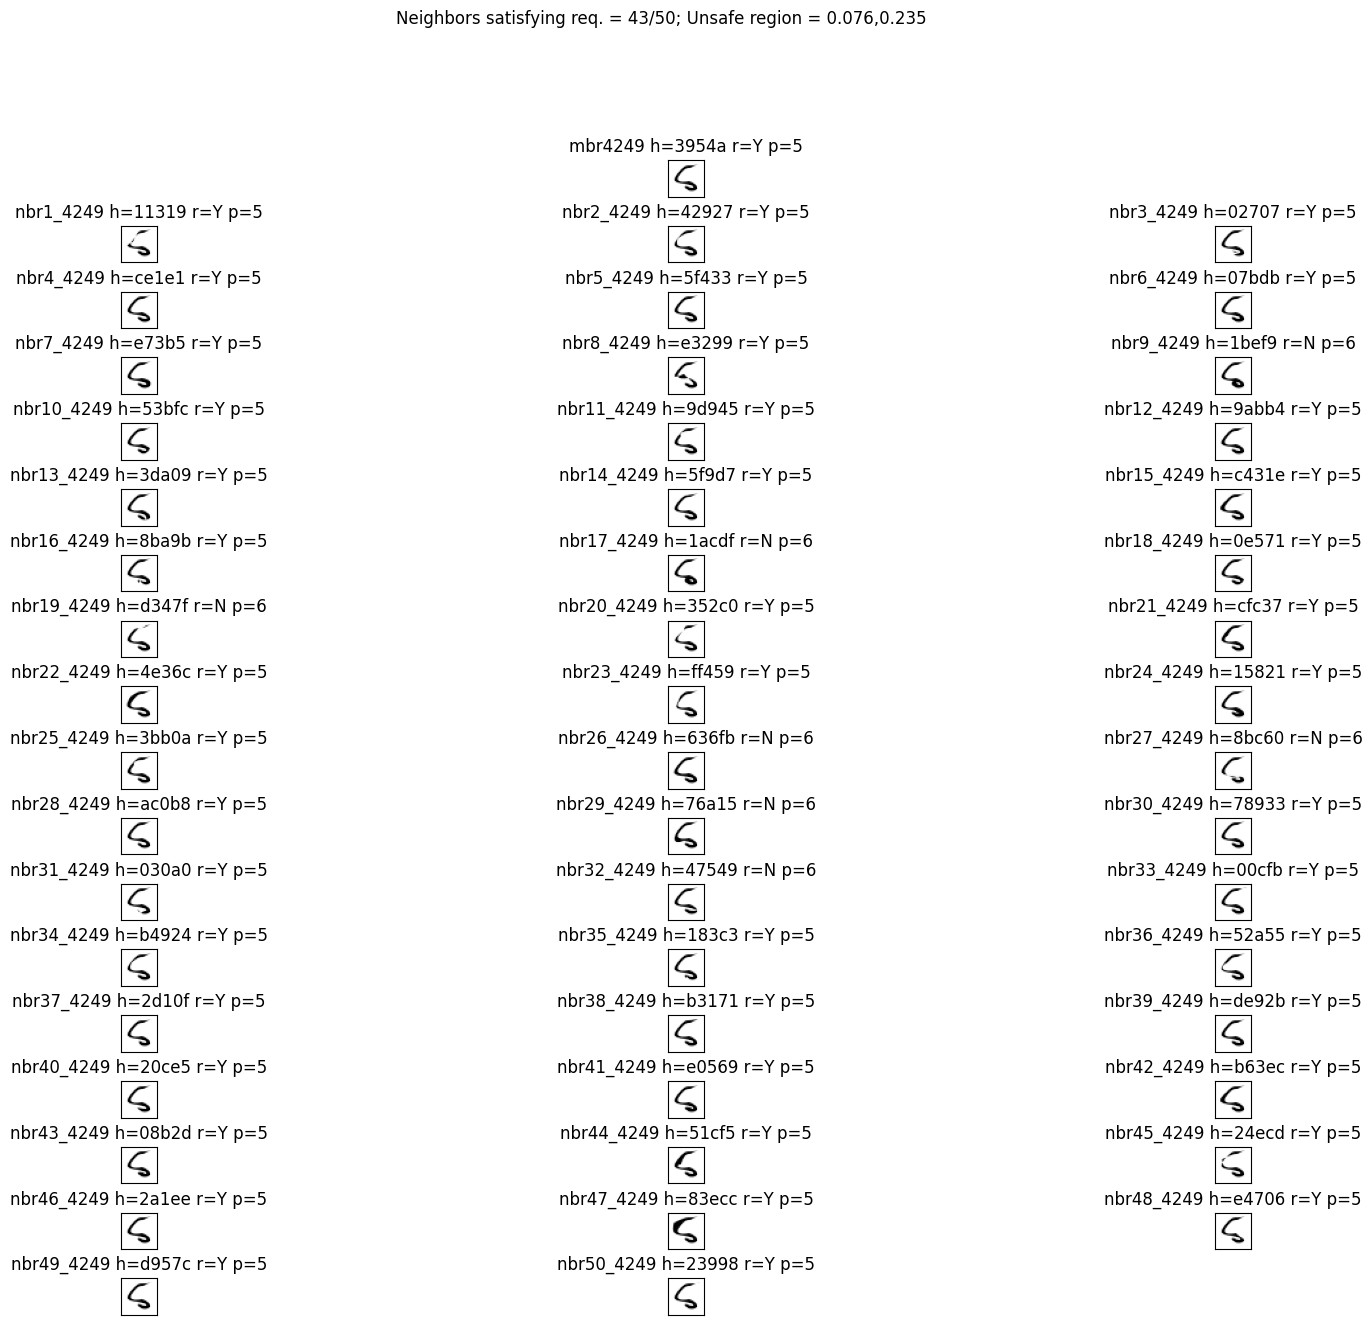 Neighbors satisfying req. = 43/50; Unsafe region = 0.076,0.235
mbr4249 h=3954a r=Y p=5
nbr1_4249 h=11319 r=Y p=5 nbr2_4249 h=42927 r=Y p=5 nbr3_4249 h=02707 r=Y p=5
nbr4_4249 h=ce1e1 r=Y p=5 nbr5_4249 h=5f433 r=Y p=5 nbr6_4249 h=07bdb r=Y p=5
nbr7_4249 h=e73b5 r=Y p=5 nbr8_4249 h=e3299 r=Y p=5 nbr9_4249 h=1bef9 r=N p=6
nbr10_4249 h=53bfc r=Y p=5 nbr11_4249 h=9d945 r=Y p=5 nbr12_4249 h=9abb4 r=Y p=5
nbr13_4249 h=3da09 r=Y p=5 nbr14_4249 h=5f9d7 r=Y p=5 nbr15_4249 h=c431e r=Y p=5
nbr16_4249 h=8ba9b r=Y p=5 nbr17_4249 h=1acdf r=N p=6 nbr18_4249 h=0e571 r=Y p=5
nbr19_4249 h=d347f r=N p=6 nbr20_4249 h=352c0 r=Y p=5 nbr21_4249 h=cfc37 r=Y p=5
nbr22_4249 h=4e36c r=Y p=5 nbr23_4249 h=ff459 r=Y p=5 nbr24_4249 h=15821 r=Y p=5
nbr25_4249 h=3bb0a r=Y p=5 nbr26_4249 h=636fb r=N p=6 nbr27_4249 h=8bc60 r=N p=6
nbr28_4249 h=ac0b8 r=Y p=5 nbr29_4249 h=76a15 r=N p=6 nbr30_4249 h=78933 r=Y p=5
nbr31_4249 h=030a0 r=Y p=5 nbr32_4249 h=47549 r=N p=6 nbr33_4249 h=00cfb r=Y p=5
nbr34_4249 h=b4924 r=Y p=5 nbr35_4249 h=183c3 r=Y p=5 nbr36_4249 h=52a55 r=Y p=5
nbr37_4249 h=2d10f r=Y p=5 nbr38_4249 h=b3171 r=Y p=5 nbr39_4249 h=de92b r=Y p=5
nbr40_4249 h=20ce5 r=Y p=5 nbr41_4249 h=e0569 r=Y p=5 nbr42_4249 h=b63ec r=Y p=5
nbr43_4249 h=08b2d r=Y p=5 nbr44_4249 h=51cf5 r=Y p=5 nbr45_4249 h=24ecd r=Y p=5
nbr46_4249 h=2a1ee r=Y p=5 nbr47_4249 h=83ecc r=Y p=5 nbr48_4249 h=e4706 r=Y p=5
nbr49_4249 h=d957c r=Y p=5 nbr50_4249 h=23998 r=Y p=5